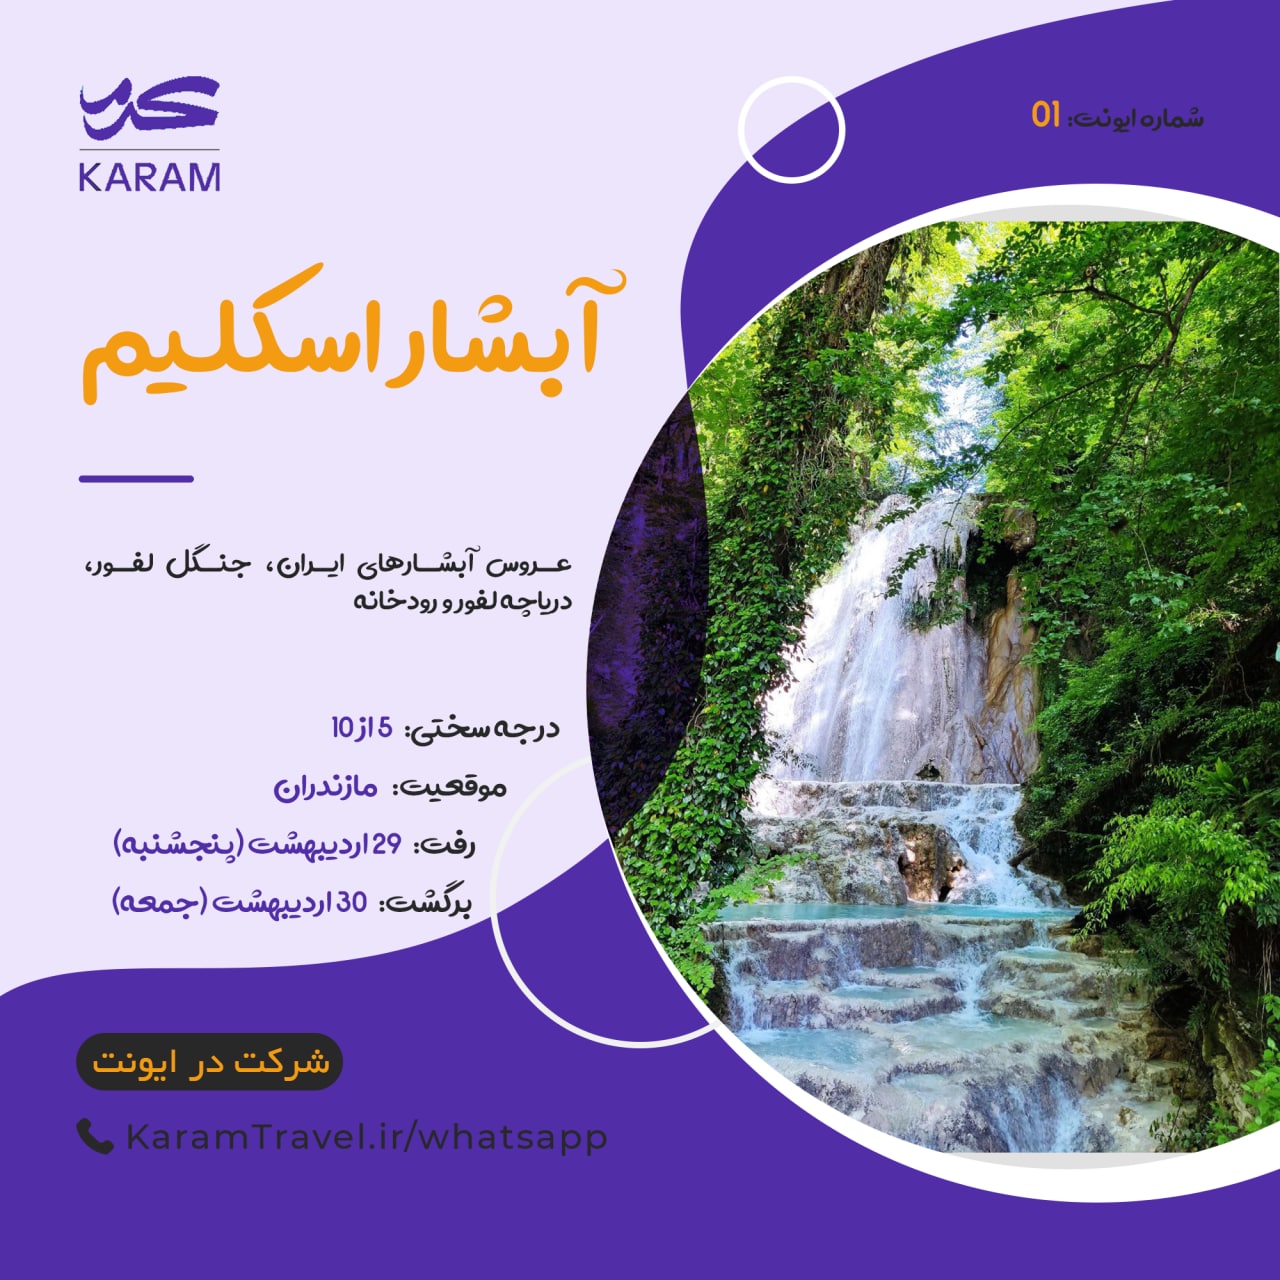 کرم
KARAM
شماره ایونت: 01
آبشار اسکلیم
عروس آبشارهای ایران، جنگل لفور،
دریاچه لفور و رودخانه
درجه سختی: 5 از 10
موقعیت: مازندران
رفت: 29 اردیبهشت (پنجشنبه)
برگشت: 30 اردیبهشت (جمعه)
شرکت در ایونت
KaramTravel.ir/whatsapp